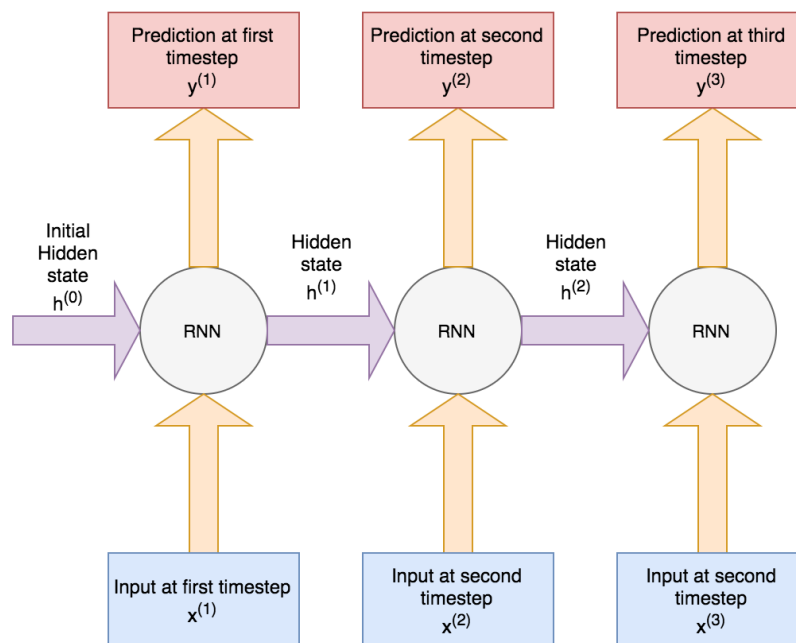 Prediction at first
timestep
y(1)
Prediction at second
timestep
y(2)
Prediction at third
timestep
y(3)
Initial
Hidden
state
h(0)
Hidden
state
h(1)
Hidden
state
h(2)
RNN
RNN
RNN
Input at first timestep
x(1)
Input at second
timestep
x(2)
Input at second
timestep
x(3)